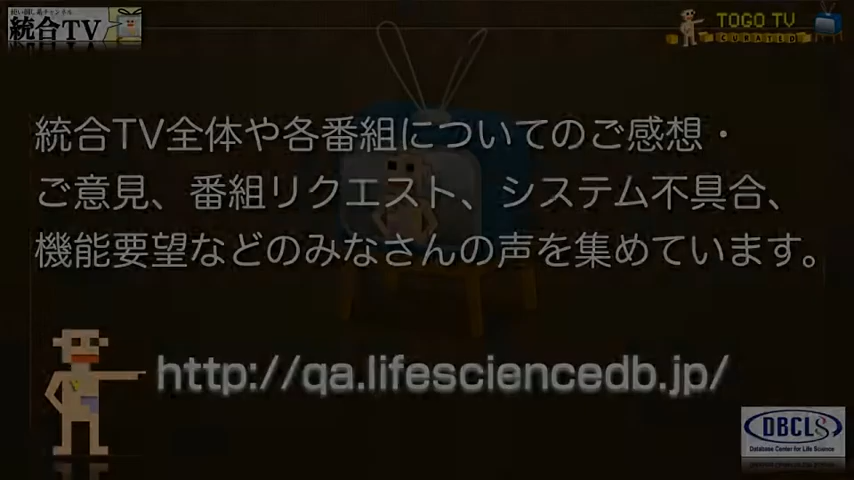 統合TV
TOGO TV
CURATED
統合TV全体や各番組についてのご感想・
ご意見、番組リクエスト、システム不具合、
機能要望などのみなさんの声を集めています。
http://qa.lifesciencedb.jp/
DBCLS
Database Center for Life Science